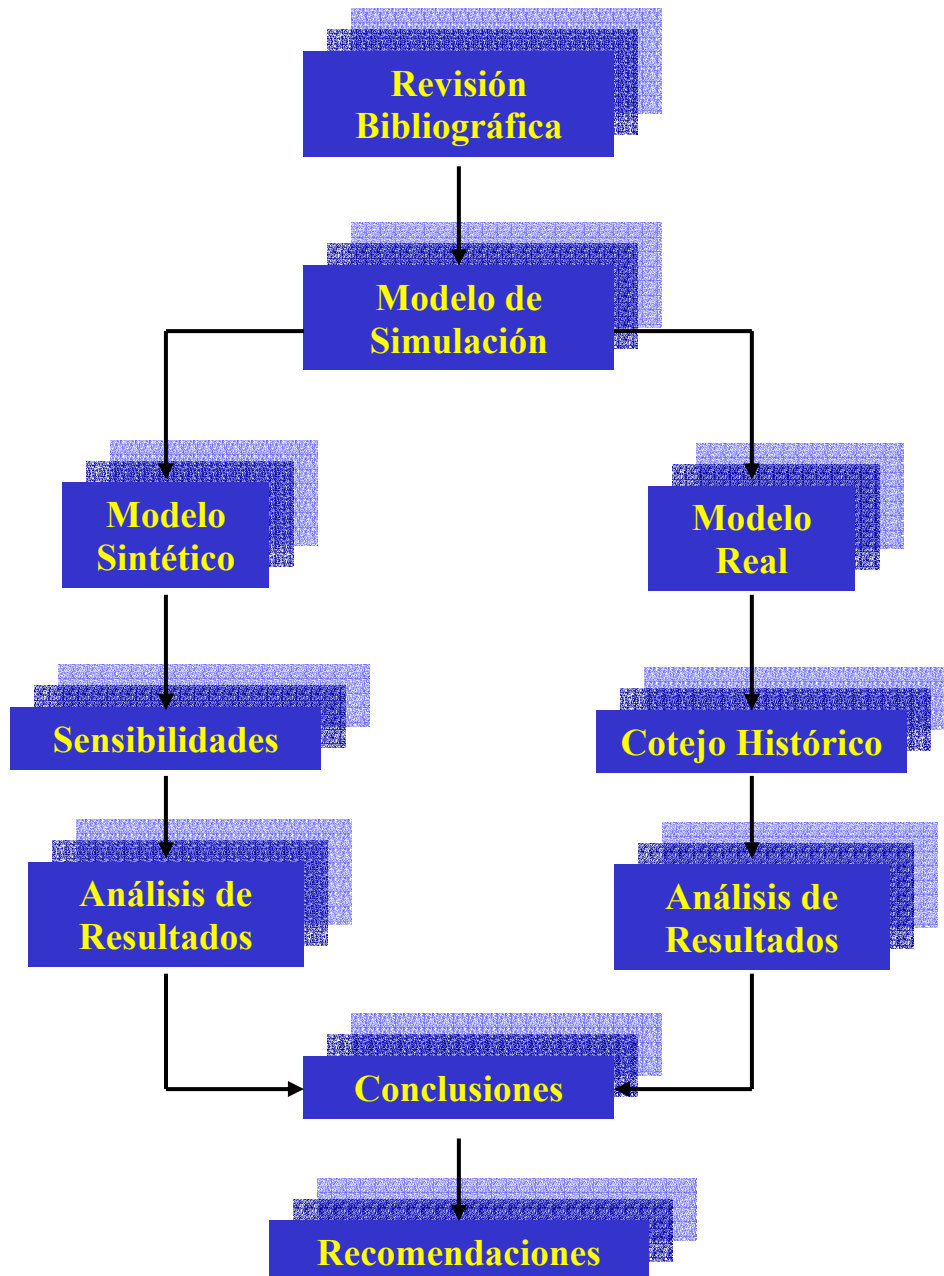 Revisión
Bibliográfica
Modelo de
Simulación
Modelo
Sintético
Modelo
Real
Sensibilidades
Cotejo Histórico
Análisis de
Resultados
Análisis de
Resultados
Conclusiones
Recomendaciones